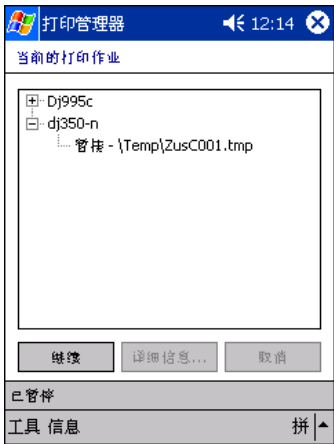 打印管理器 12:14
当前的打印作业
Dj995c
dj350-n
暂停 - \Temp\ZusC001.tmp
继续 详细信息... 取消
已暂停
工具 信息 拼